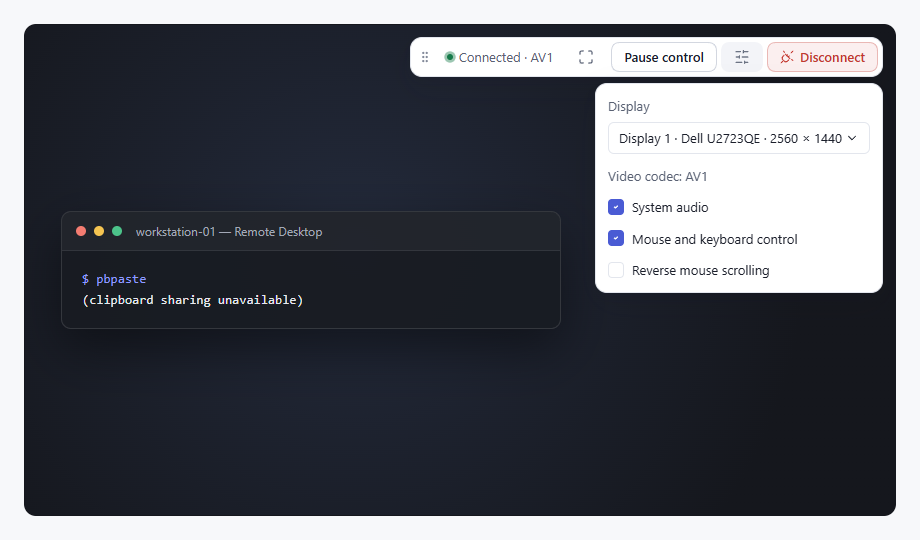 Connected · AV1
Pause control
Disconnect
Display
Display 1 · Dell U2723QE · 2560 × 1440
Video codec: AV1
System audio
Mouse and keyboard control
Reverse mouse scrolling
workstation-01 — Remote Desktop
$ pbpaste
(clipboard sharing unavailable)